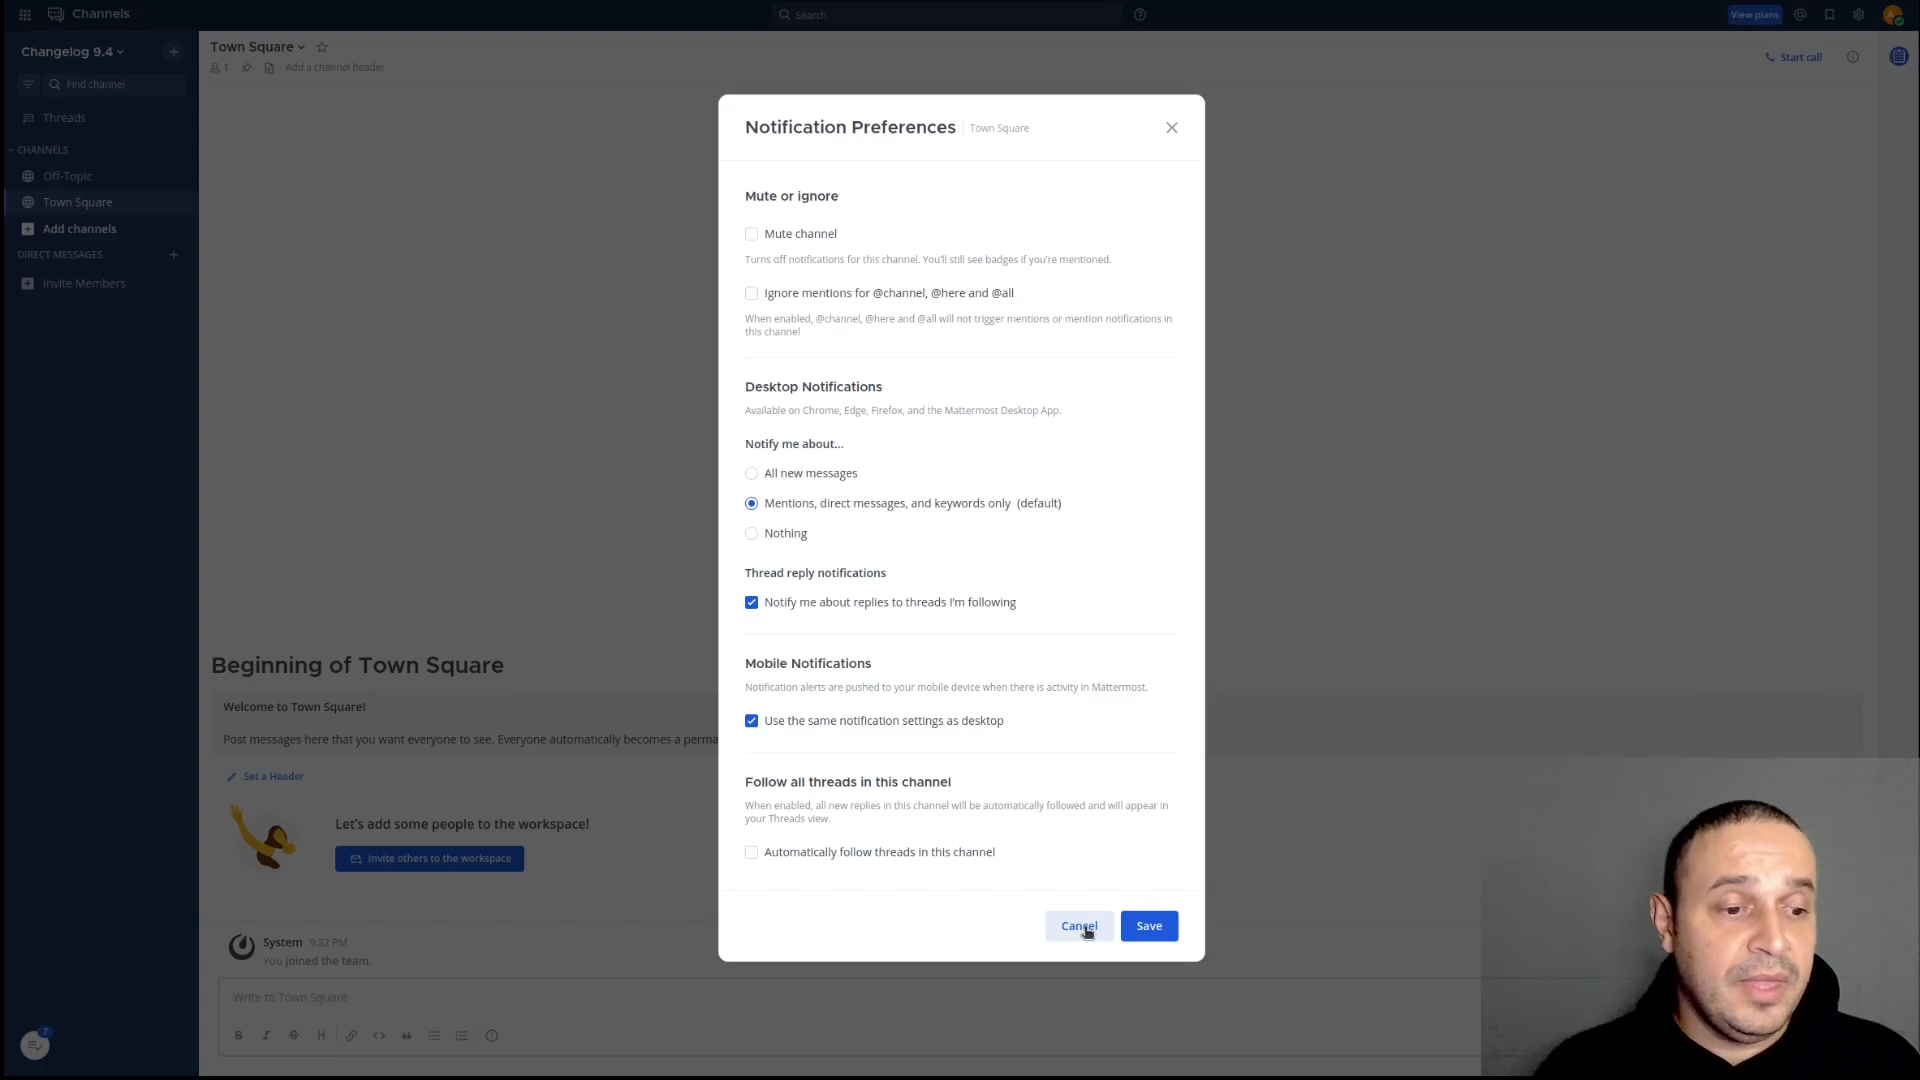 Channels
Search
View plans
Changelog 9.4
Town Square
1
Add a channel header
Start call
Find channel
Threads
CHANNELS
Off-Topic
Town Square
Add channels
DIRECT MESSAGES
Invite Members
Notification Preferences
Town Square
Mute or ignore
Mute channel
Turns off notifications for this channel. You'll still see badges if you're mentioned.
Ignore mentions for @channel, @here and @all
When enabled, @channel, @here and @all will not trigger mentions or mention notifications in
this channel
Desktop Notifications
Available on Chrome, Edge, Firefox, and the Mattermost Desktop App.
Notify me about...
All new messages
Mentions, direct messages, and keywords only (default)
Nothing
Thread reply notifications
Notify me about replies to threads I'm following
Mobile Notifications
Notification alerts are pushed to your mobile device when there is activity in Mattermost.
Use the same notification settings as desktop
Follow all threads in this channel
When enabled, all new replies in this channel will be automatically followed and will appear in
your Threads view.
Automatically follow threads in this channel
Cancel
Save
Beginning of Town Square
Welcome to Town Square!
Post messages here that you want everyone to see. Everyone automatically becomes a perma
Set a Header
Let's add some people to the workspace!
Invite others to the workspace
System 9:32 PM
You joined the team.
Write to Town Square
B I S H
7